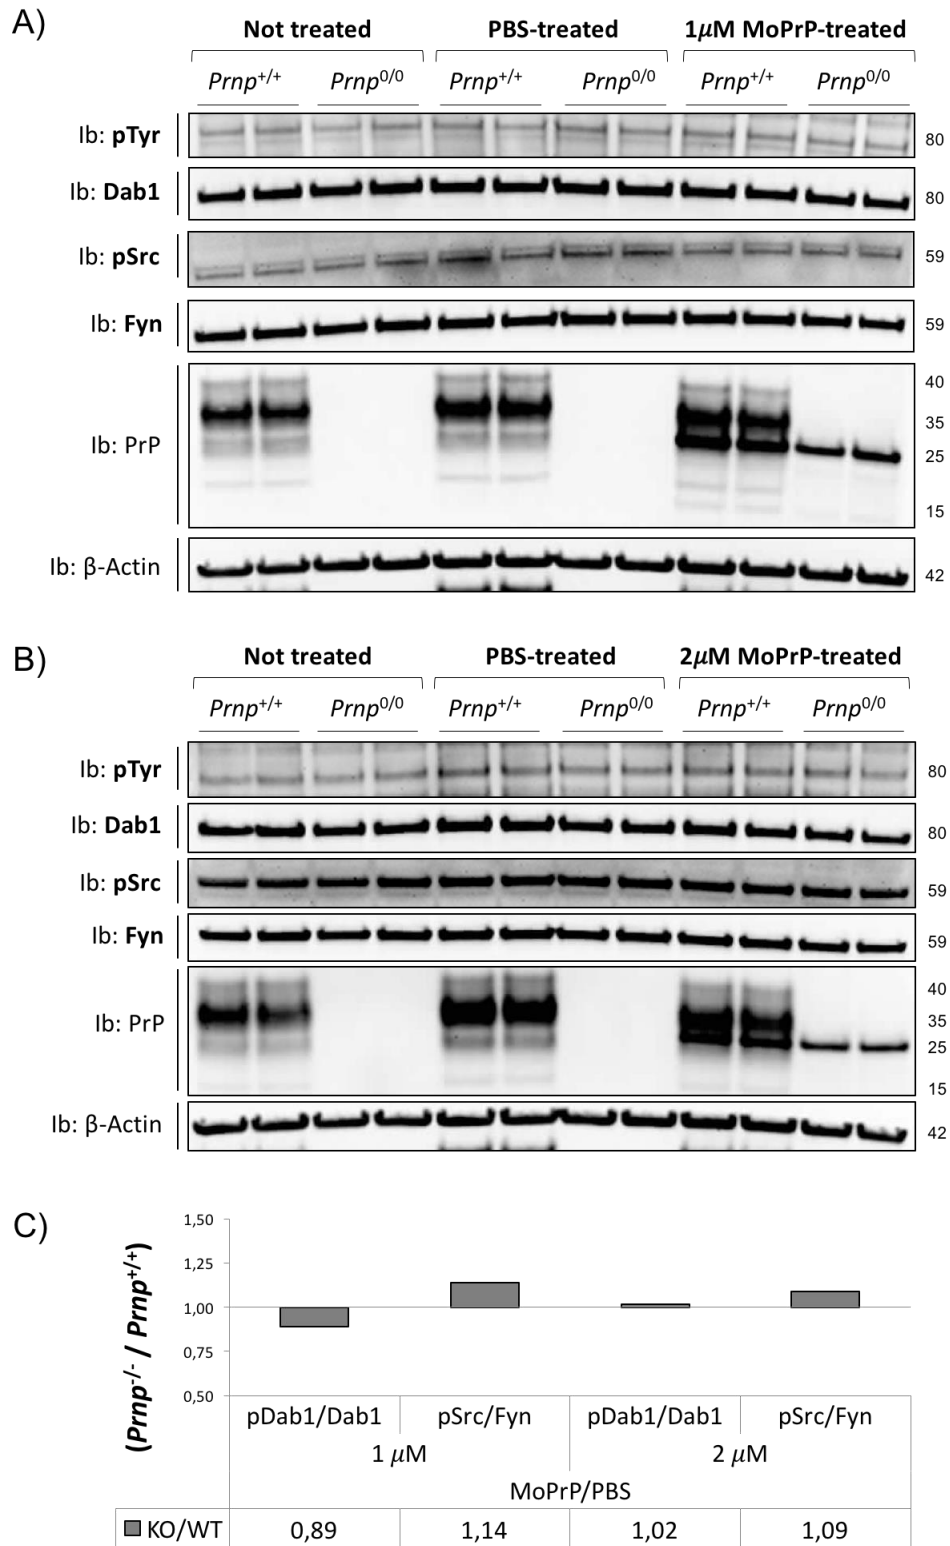 A)
Not treated PBS-treated 1μM MoPrP-treated
Prnp+/+ Prnp0/0 Prnp+/+ Prnp0/0 Prnp+/+ Prnp0/0
Ib: pTyr 80
Ib: Dab1 80
Ib: pSrc 59
Ib: Fyn 59
40
35
Ib: PrP
25
15
Ib: β-Actin 42
B)
Not treated PBS-treated 2μM MoPrP-treated
Prnp+/+ Prnp0/0 Prnp+/+ Prnp0/0 Prnp+/+ Prnp0/0
Ib: pTyr 80
Ib: Dab1 80
Ib: pSrc 59
Ib: Fyn 59
40
Ib: PrP 35
25
15
Ib: β-Actin 42
C)
(Prnp-/- / Prnp+/+)
1,50
1,25
1,00
0,75
0,50
pDab1/Dab1 pSrc/Fyn pDab1/Dab1 pSrc/Fyn
1 μM 2 μM
MoPrP/PBS
KO/WT 0,89 1,14 1,02 1,09